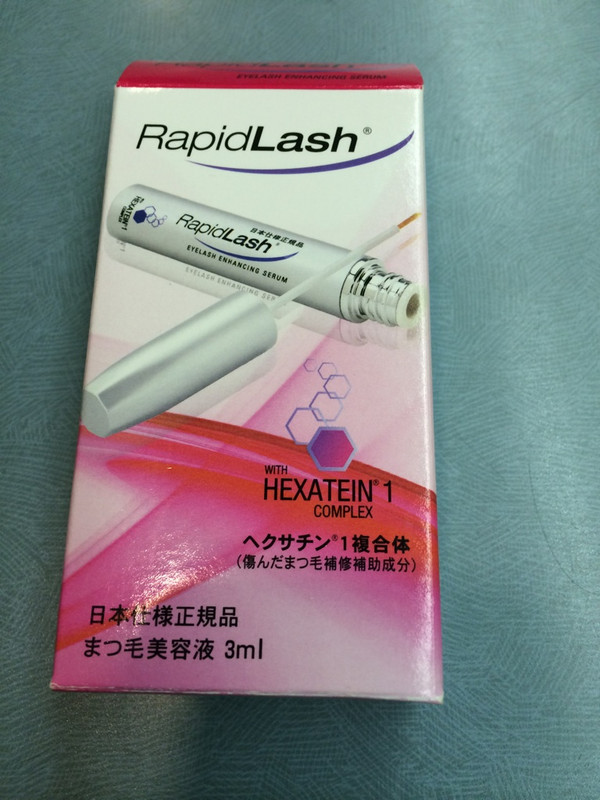 EYELASH ENHANCING SERUM
RapidLash®
HEXATEIN 1
RapidLash®
日本仕様正規品
EYELASH ENHANCING SERUM
WITH
HEXATEIN® 1
COMPLEX
ヘクサチン®1複合体
(傷んだまつ毛補修補助成分)
日本仕様正規品
まつ毛美容液 3ml